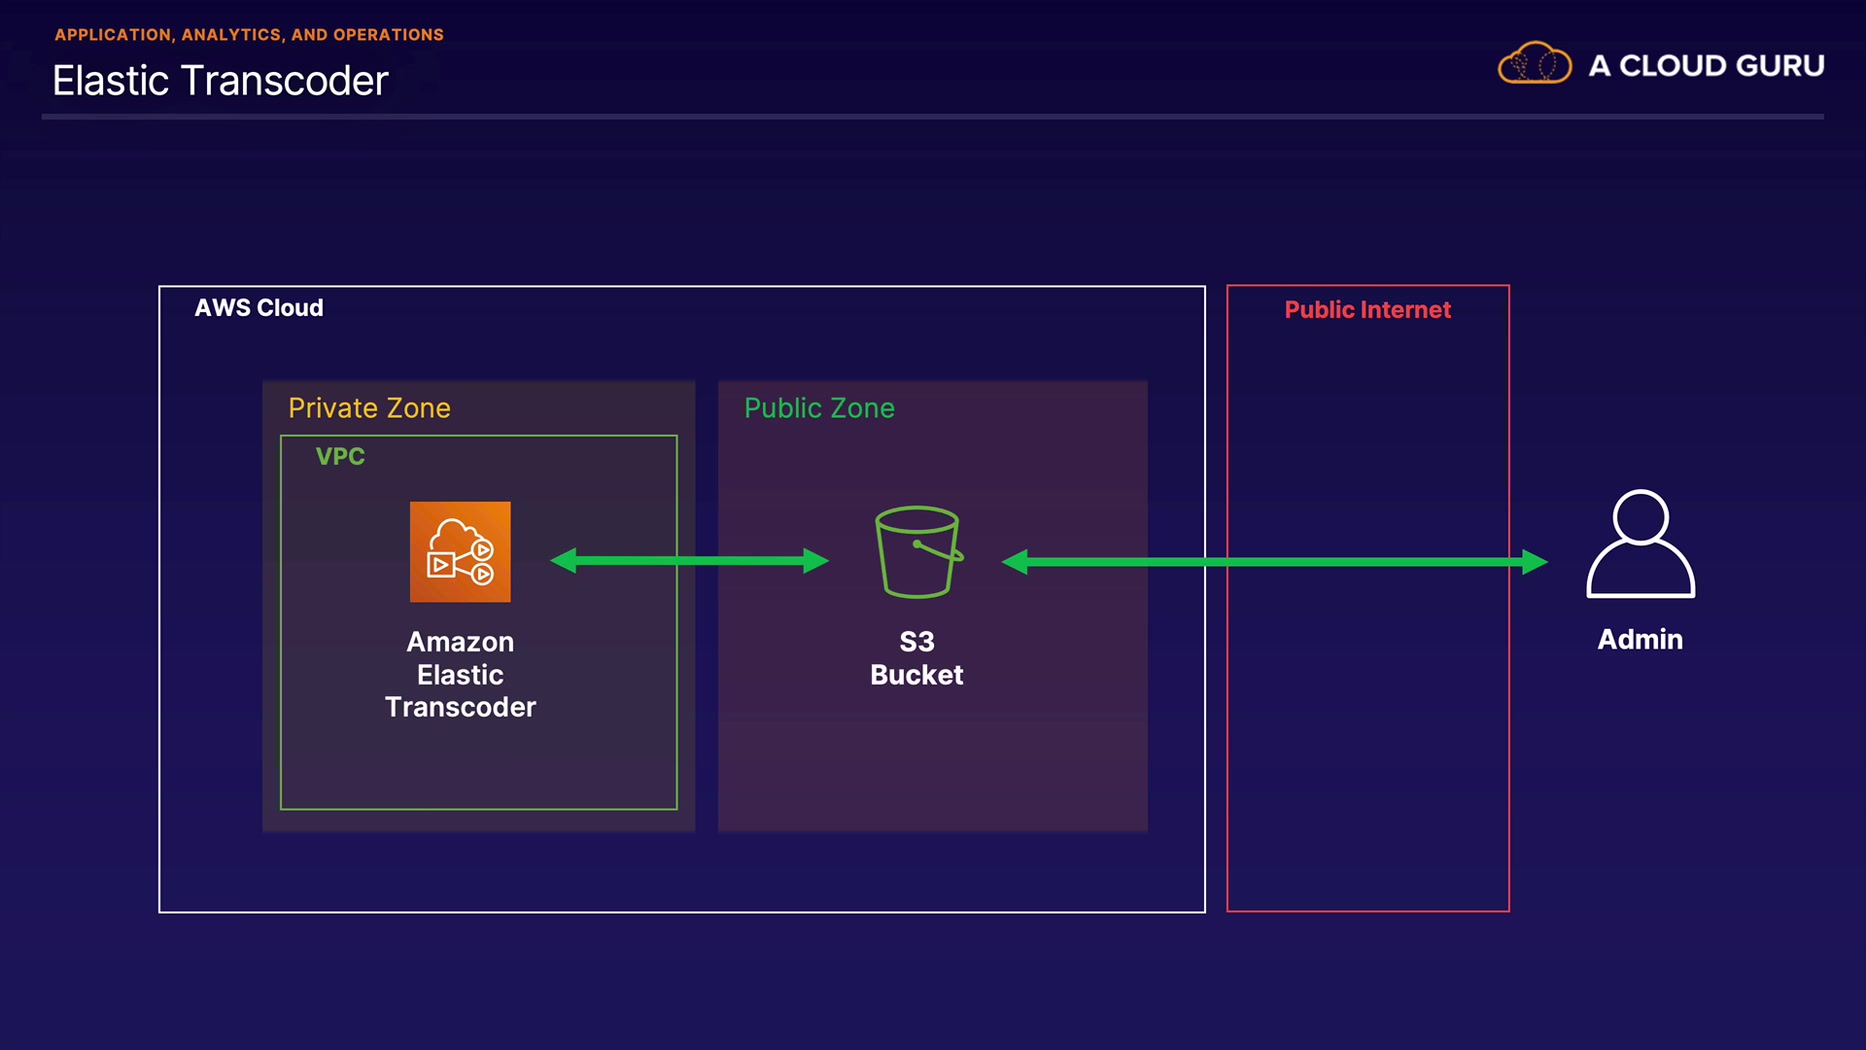 APPLICATION, ANALYTICS, AND OPERATIONS
Elastic Transcoder
A CLOUD GURU
AWS Cloud
Public Internet
Private Zone
Public Zone
VPC
Amazon
Elastic
Transcoder
S3
Bucket
Admin